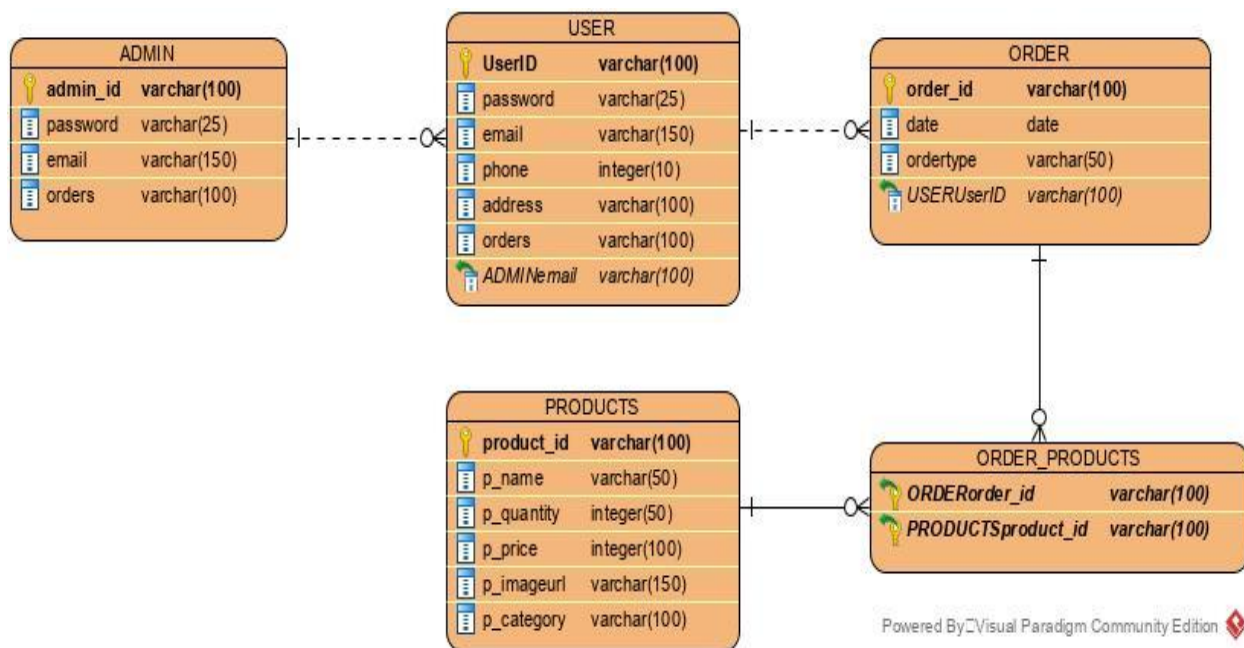 ADMIN
admin_id varchar(100)
password varchar(25)
email varchar(150)
orders varchar(100)
USER
UserID varchar(100)
password varchar(25)
email varchar(150)
phone integer(10)
address varchar(100)
orders varchar(100)
ADMINemail varchar(100)
ORDER
order_id varchar(100)
date date
ordertype varchar(50)
USERUserID varchar(100)
PRODUCTS
product_id varchar(100)
p_name varchar(50)
p_quantity integer(50)
p_price integer(100)
p_imageurl varchar(150)
p_category varchar(100)
ORDER_PRODUCTS
ORDERorder_id varchar(100)
PRODUCTSproduct_id varchar(100)
Powered By□Visual Paradigm Community Edition